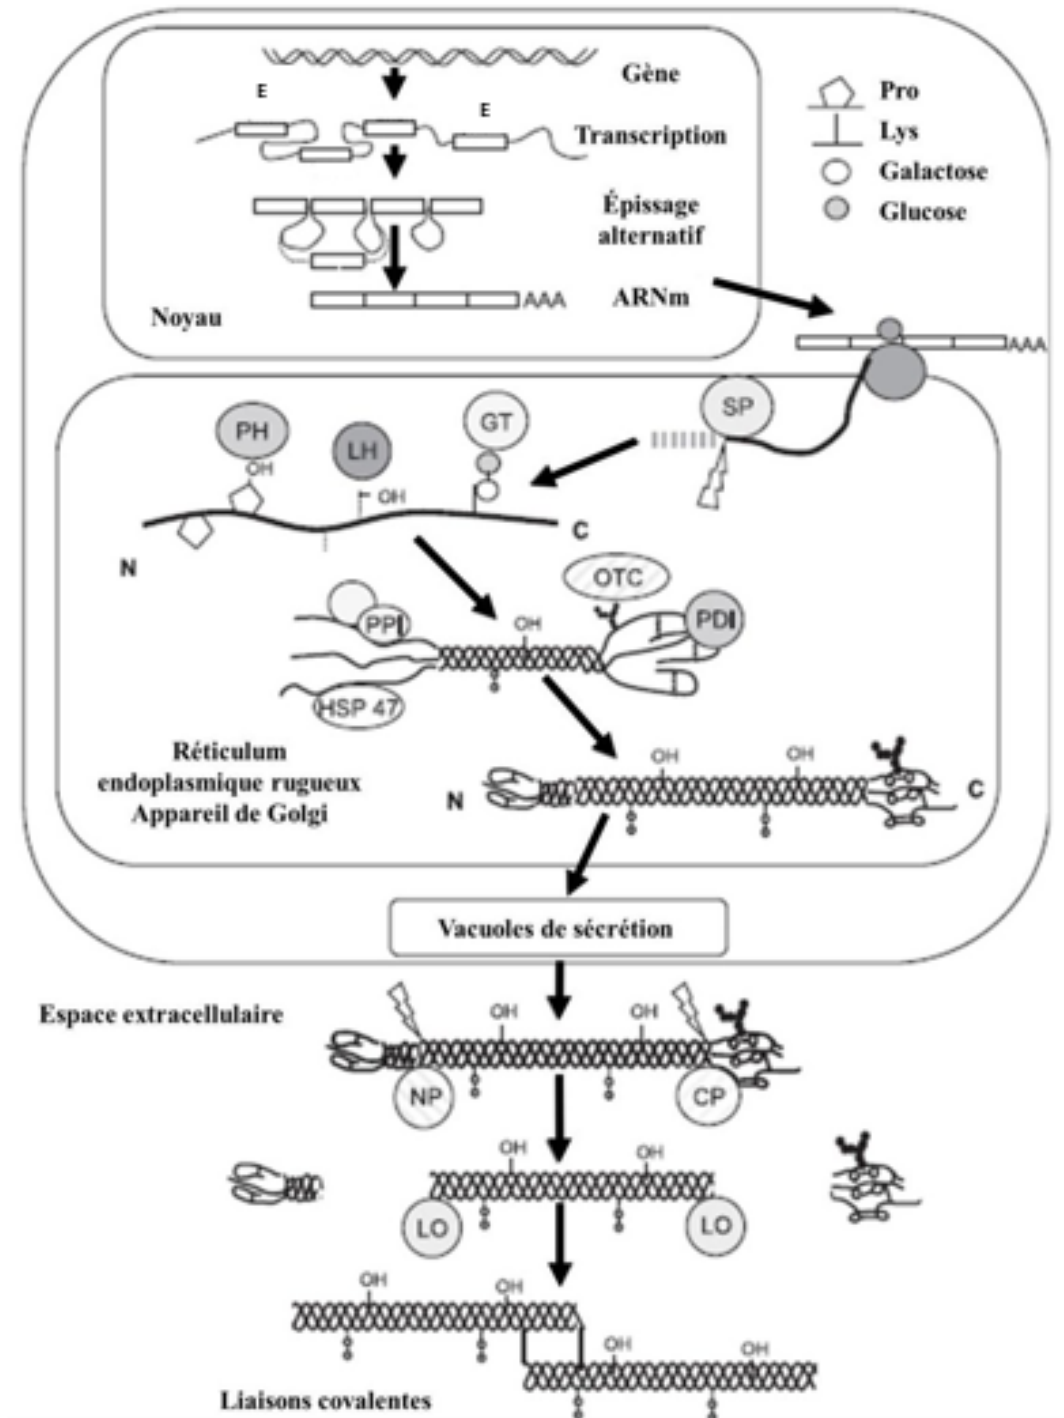 Gène
E
E
Transcription
Épissage
alternatif
AAA
ARNm
Noyau
Pro
Lys
Galactose
Glucose
AAA
SP
PH
OH
LH
OH
GT
N
C
OTC
PPI
OH
PDI
HSP 47
Réticulum
endoplasmique rugueux
Appareil de Golgi
OH
OH
N
C
Vacuoles de sécrétion
Espace extracellulaire
OH
OH
NP
CP
OH
OH
LO
LO
OH
OH
OH
OH
Liaisons covalentes